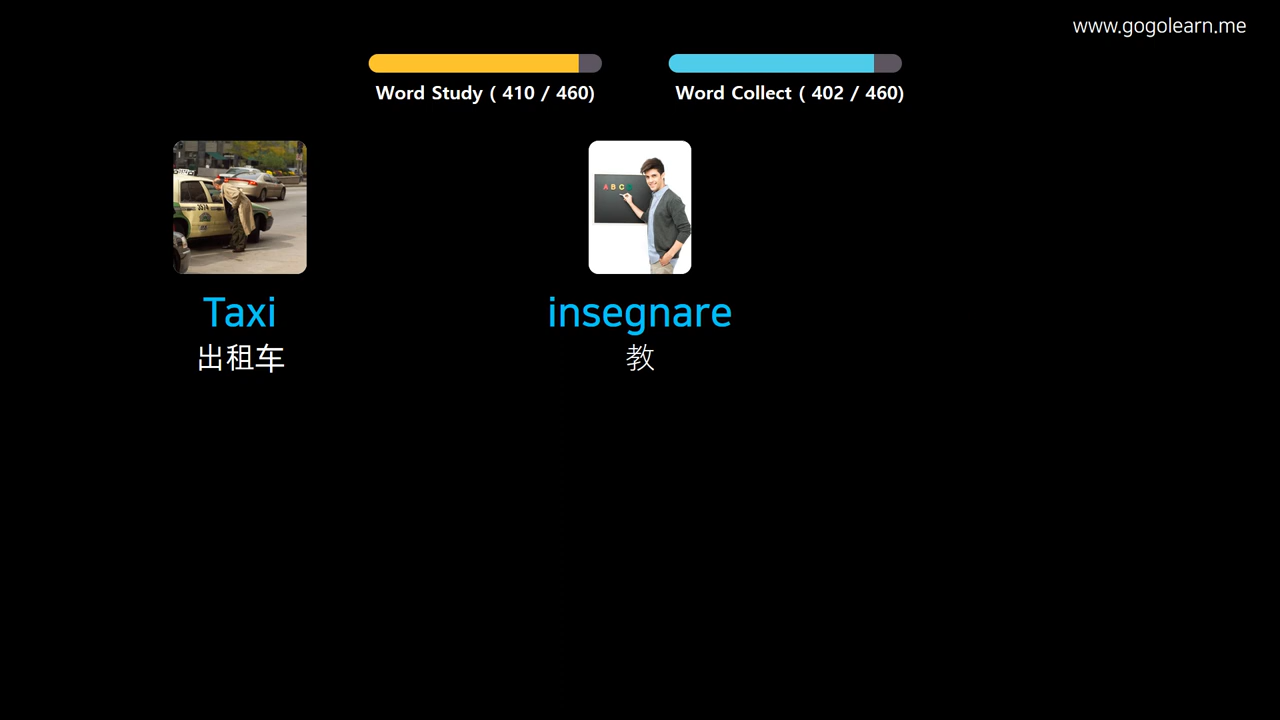 www.gogolearn.me
Word Study ( 410 / 460)
Word Collect ( 402 / 460)
Taxi
出租车
insegnare
教